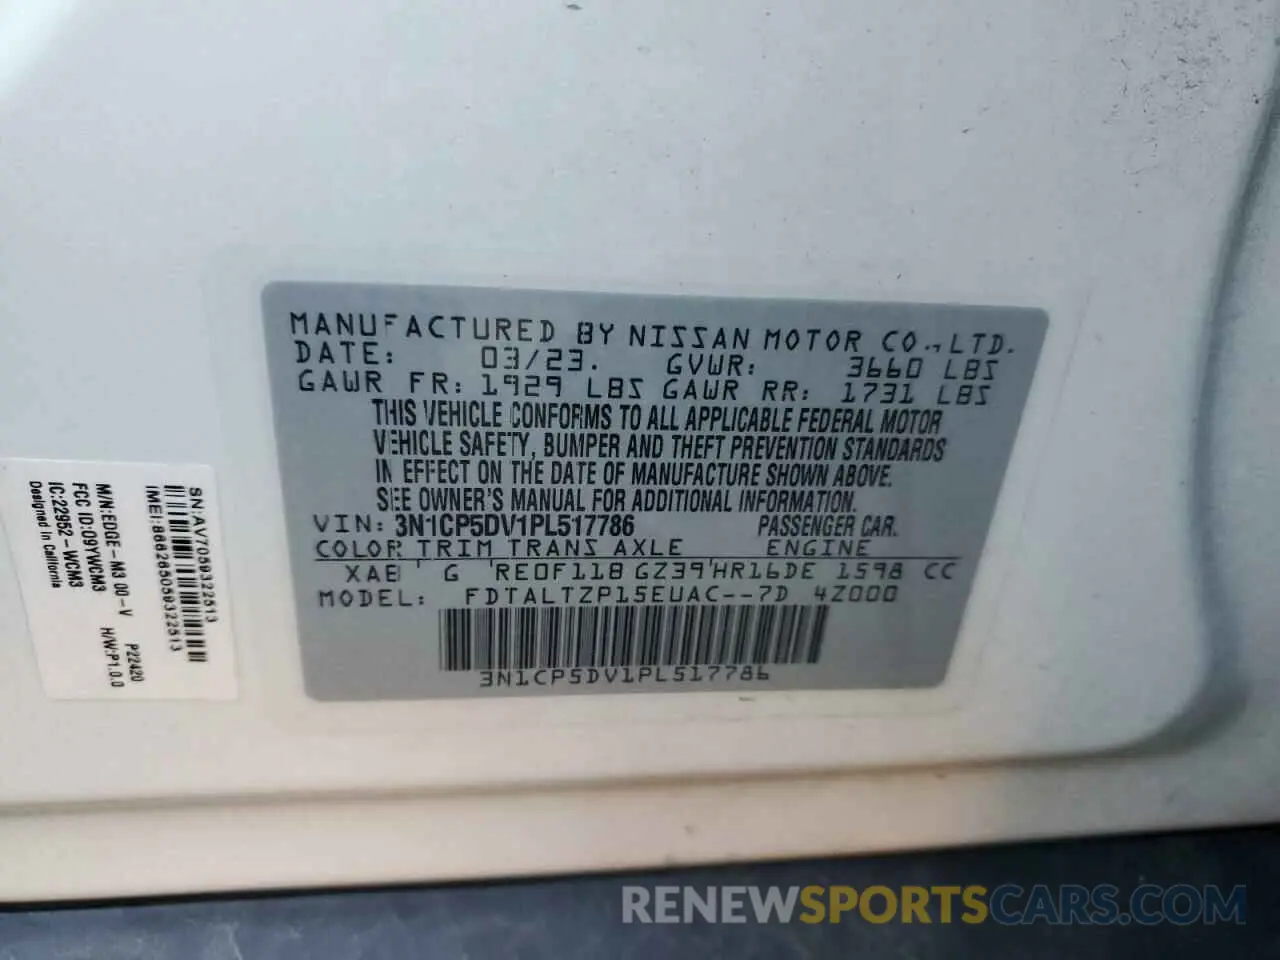 MANUFACTURED BY NISSAN MOTOR CO., LTD.
DATE: 03/23. GVWR: 3660 LBS
GAWR FR: 1929 LBS GAWR RR: 1731 LBS
THIS VEHICLE CONFORMS TO ALL APPLICABLE FEDERAL MOTOR
VEHICLE SAFETY, BUMPER AND THEFT PREVENTION STANDARDS
IN EFFECT ON THE DATE OF MANUFACTURE SHOWN ABOVE.
SEE OWNER'S MANUAL FOR ADDITIONAL INFORMATION.
VIN: 3N1CP5DV1PL517786 PASSENGER CAR.
COLOR TRIM TRANS AXLE ENGINE
XAB G RE0F11B GZ39 HR16DE 1598 CC
MODEL: FDTALTZP15EUAC--7D 4Z000
3N1CP5DV1PL517786
SN:AV7059322513
IMEI:866285059322513
M/N:EDGE-M3 00-V P22420
FCC ID:09YWCM3 H/W:P1.0.0
IC:22952-WCM3
Designed in California
RENEWSPORTSCARS.COM